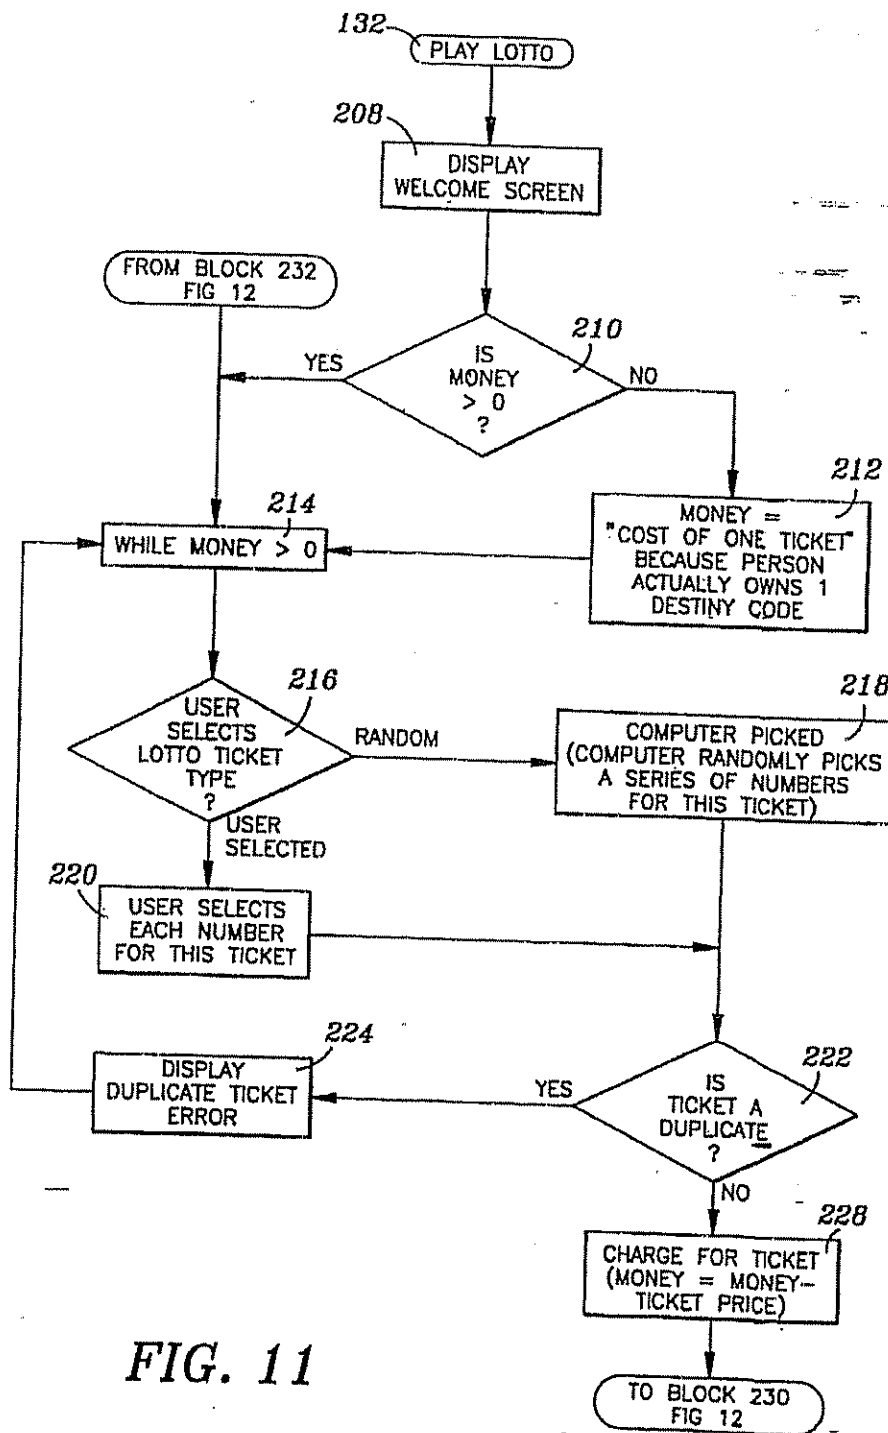 132
PLAY LOTTO
208
DISPLAY
WELCOME SCREEN
FROM BLOCK 232
FIG 12
210
IS
MONEY
> 0
?
YES
NO
212
MONEY =
"COST OF ONE TICKET"
BECAUSE PERSON
ACTUALLY OWNS 1
DESTINY CODE
214
WHILE MONEY > 0
216
USER
SELECTS
LOTTO TICKET
TYPE
?
RANDOM
USER
SELECTED
218
COMPUTER PICKED
(COMPUTER RANDOMLY PICKS
A SERIES OF NUMBERS
FOR THIS TICKET)
220
USER SELECTS
EACH NUMBER
FOR THIS TICKET
222
IS
TICKET A
DUPLICATE
?
YES
NO
224
DISPLAY
DUPLICATE TICKET
ERROR
228
CHARGE FOR TICKET
(MONEY = MONEY-
TICKET PRICE)
TO BLOCK 230
FIG 12
FIG. 11